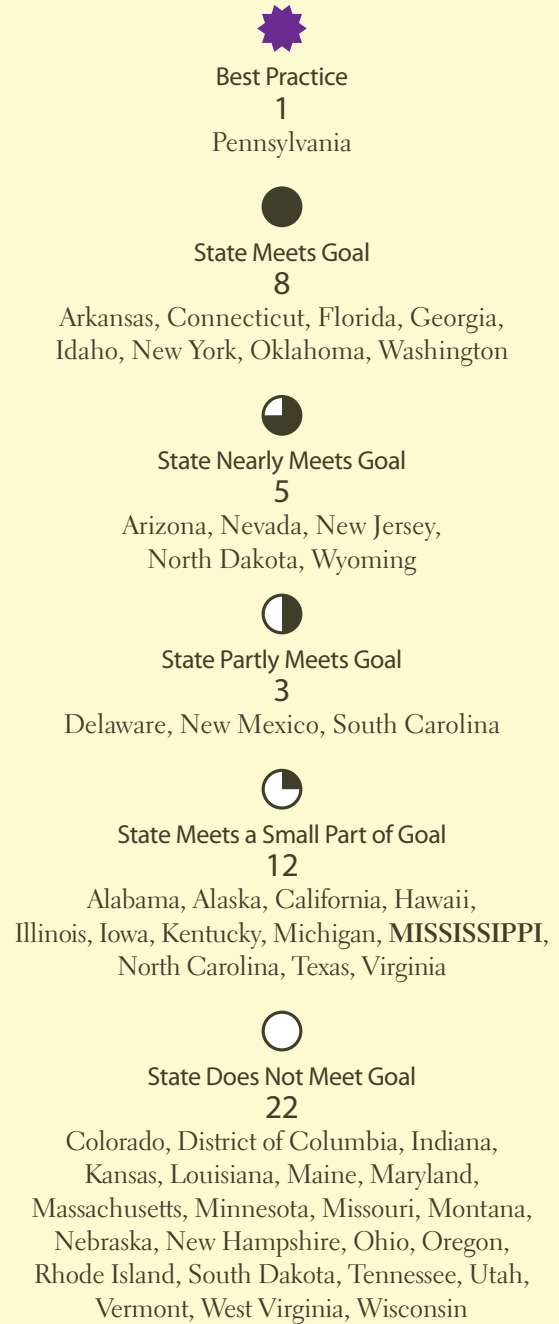 Best Practice
1
Pennsylvania
State Meets Goal
8
Arkansas, Connecticut, Florida, Georgia,
Idaho, New York, Oklahoma, Washington
State Nearly Meets Goal
5
Arizona, Nevada, New Jersey,
North Dakota, Wyoming
State Partly Meets Goal
3
Delaware, New Mexico, South Carolina
State Meets a Small Part of Goal
12
Alabama, Alaska, California, Hawaii,
Illinois, Iowa, Kentucky, Michigan, MISSISSIPPI,
North Carolina, Texas, Virginia
State Does Not Meet Goal
22
Colorado, District of Columbia, Indiana,
Kansas, Louisiana, Maine, Maryland,
Massachusetts, Minnesota, Missouri, Montana,
Nebraska, New Hampshire, Ohio, Oregon,
Rhode Island, South Dakota, Tennessee, Utah,
Vermont, West Virginia, Wisconsin